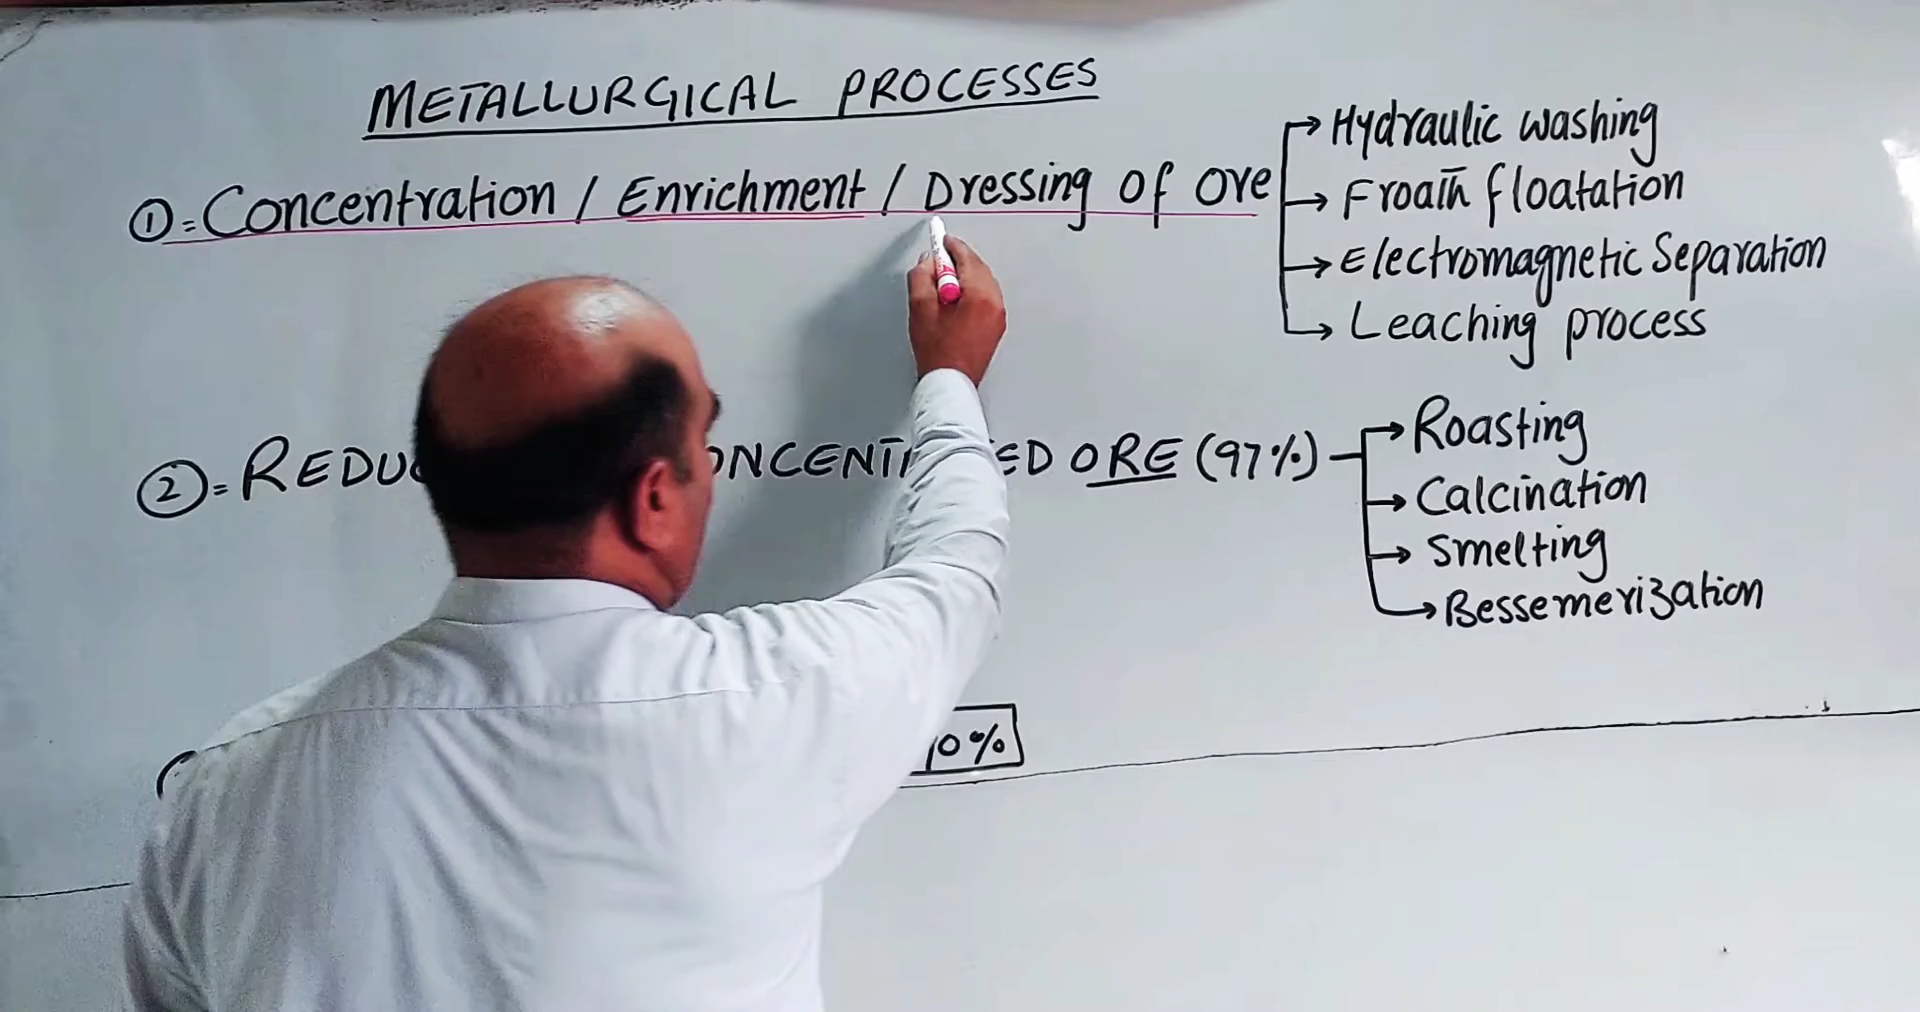 METALLURGICAL PROCESSES
①=Concentration / Enrichment / Dressing of ore
→ Hydraulic washing
→ Froath floatation
→ Electromagnetic Separation
→ Leaching process
②= REDU ONCENT ED ORE (97%)
→ Roasting
→ Calcination
→ Smelting
→ Bessemerization
0%